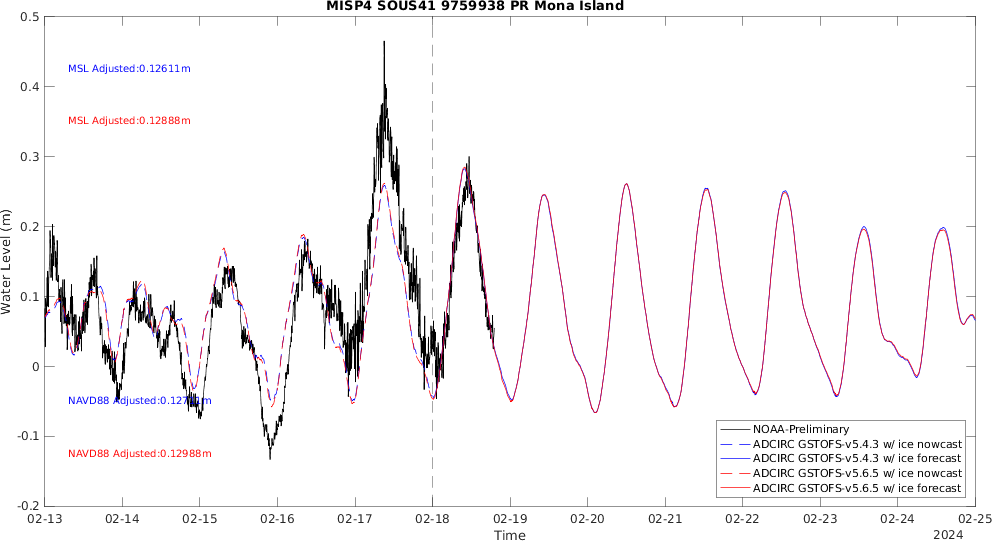 MISP4 SOUS41 9759938 PR Mona Island
0.5
0.4
0.3
0.2
0.1
0
-0.1
-0.2
Water Level (m)
MSL Adjusted:0.12611m
MSL Adjusted:0.12888m
NAVD88
NAVD88 Adjusted:0.12988m
NOAA-Preliminary
ADCIRC GSTOFS-v5.4.3 w/ ice nowcast
ADCIRC GSTOFS-v5.4.3 w/ ice forecast
ADCIRC GSTOFS-v5.6.5 w/ ice nowcast
ADCIRC GSTOFS-v5.6.5 w/ ice forecast
02-13 02-14 02-15 02-16 02-17 02-18 02-19 02-20 02-21 02-22 02-23 02-24 02-25
Time
2024